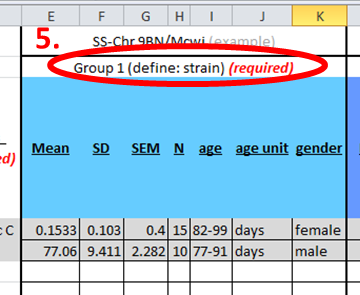 E F G H I J K
5. SS-Chr 9BN/Mcwi (example)
Group 1 (define: strain) (required)
ed) Mean SD SEM N age age unit gender
c C 0.1533 0.103 0.4 15 82-99 days female
77.06 9.411 2.282 10 77-91 days male